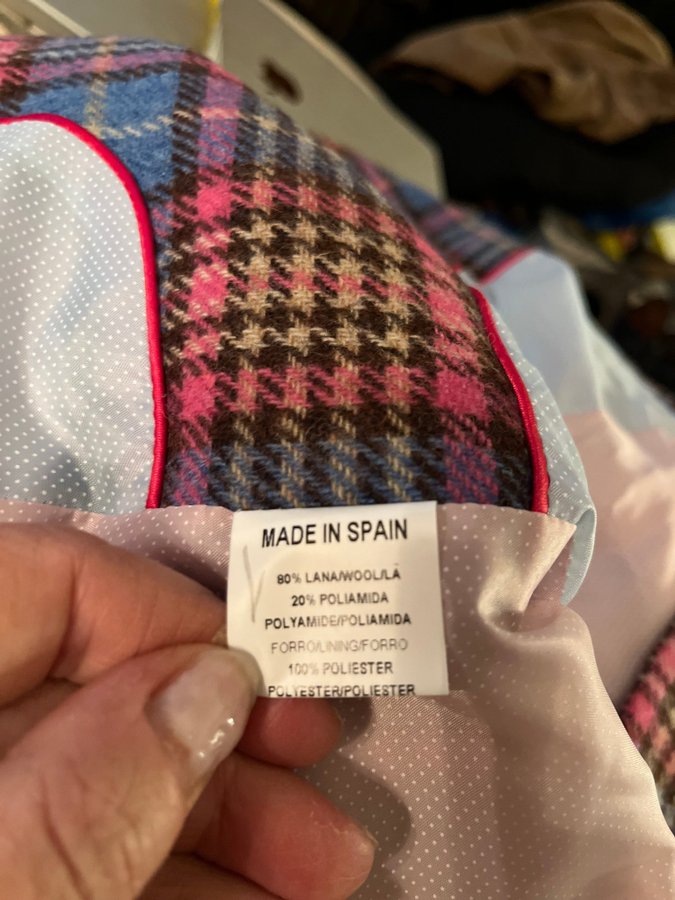 MADE IN SPAIN
80% LANA/WOOL/LÃ
20% POLIAMIDA
POLYAMIDE/POLIAMIDA
FORRO/LINING/FORRO
100% POLIESTER
POLYESTER/POLIESTER